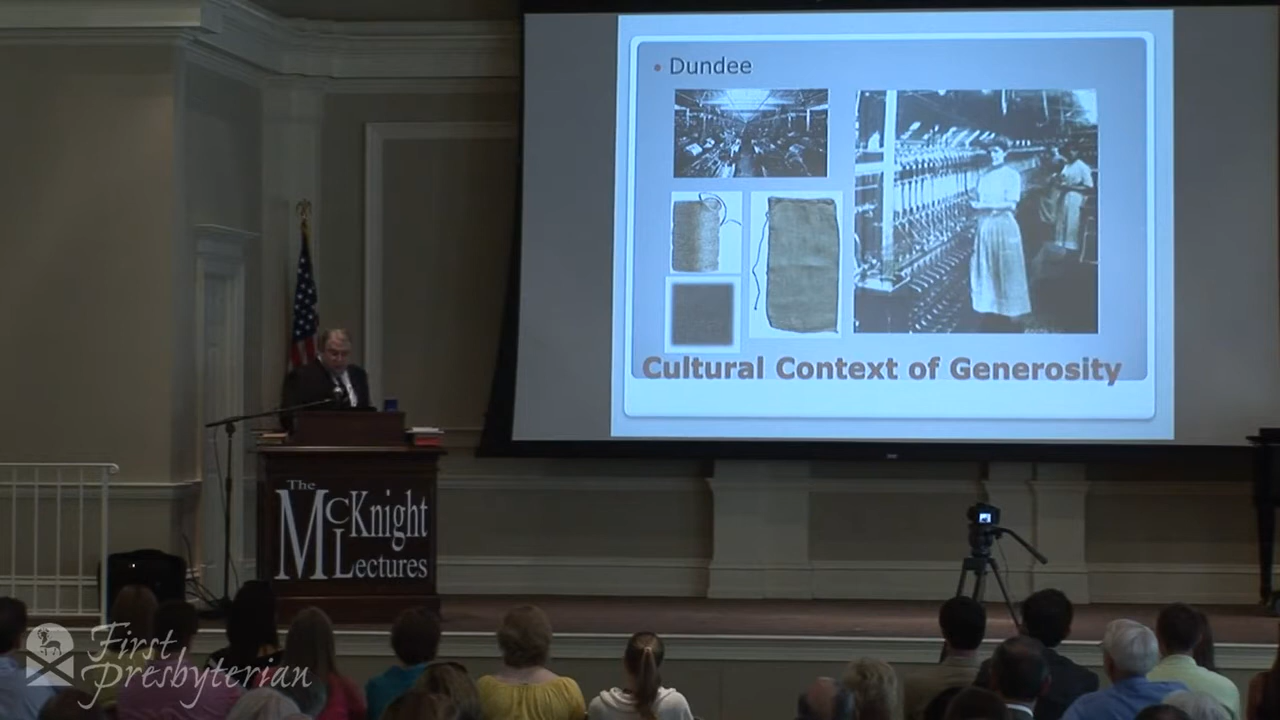 • Dundee
Cultural Context of Generosity
The
McKnight
Lectures
First
Presbyterian